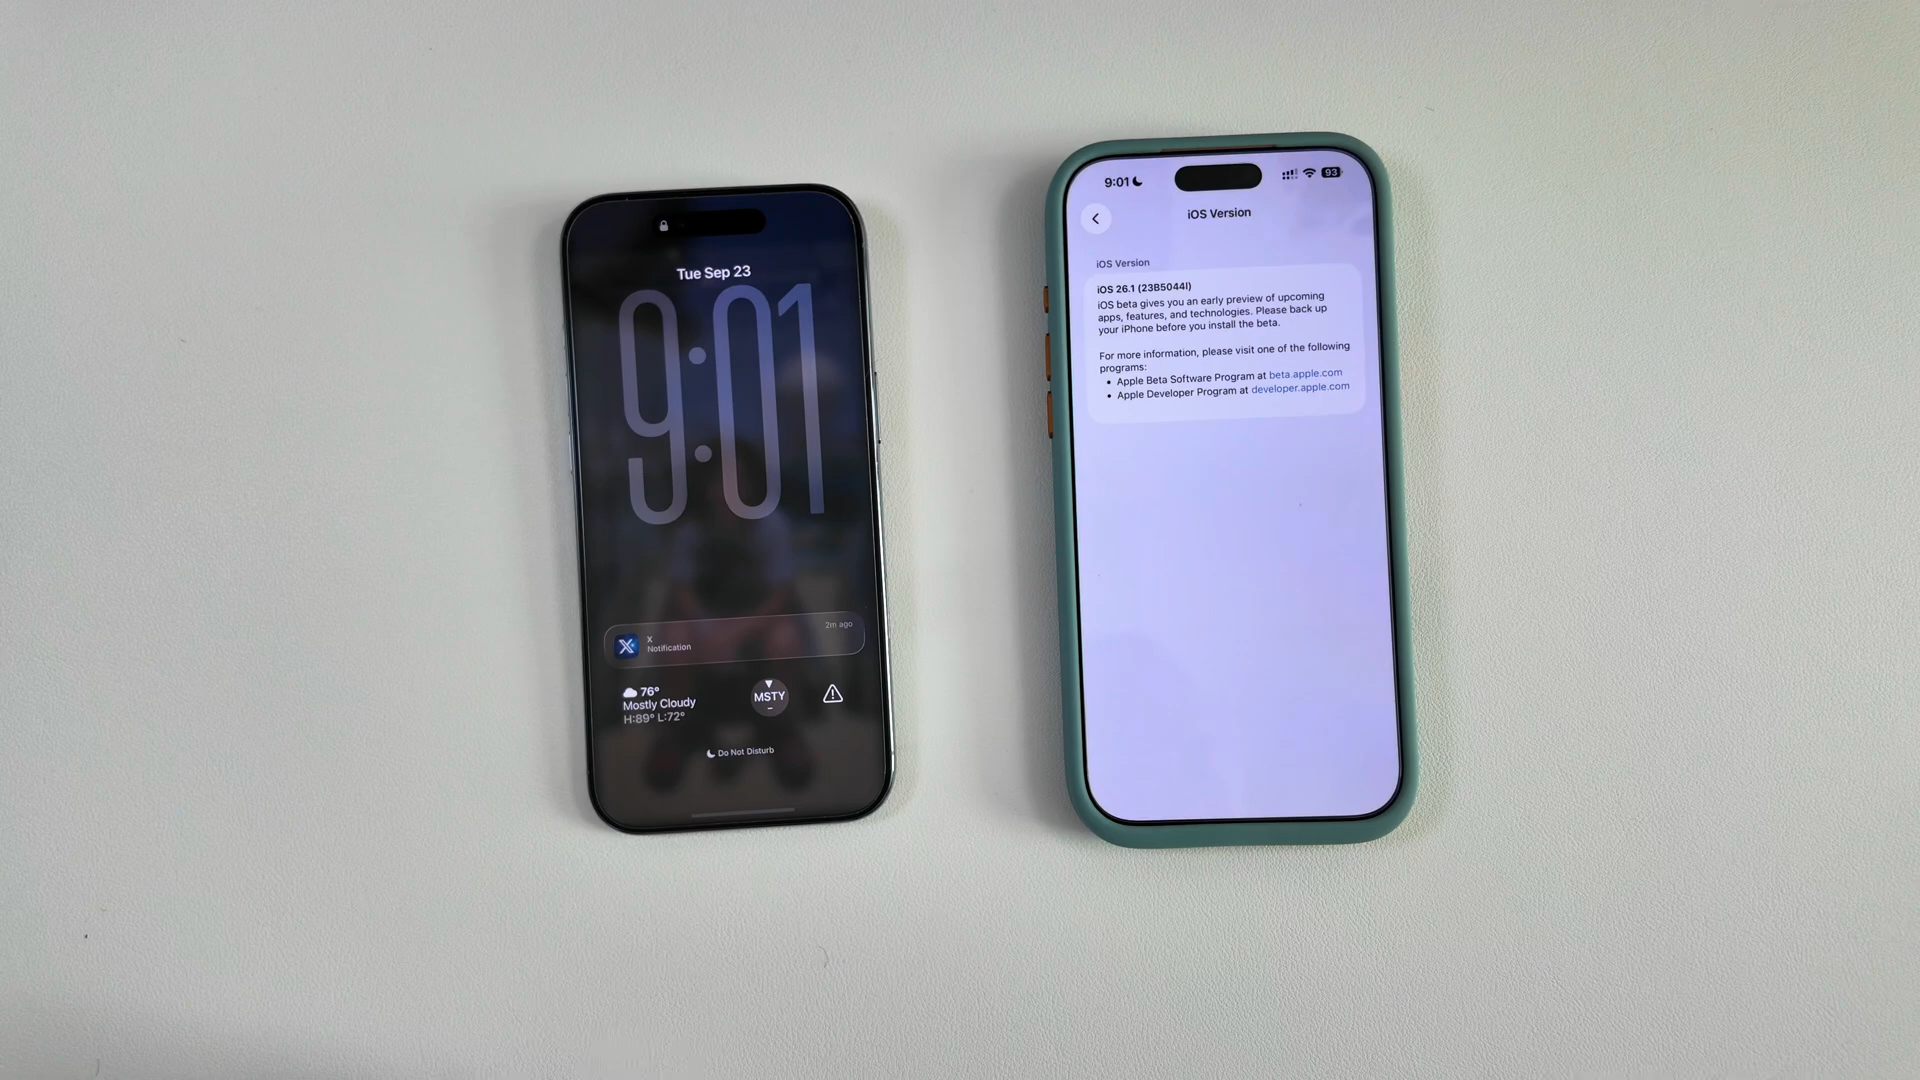 Tue Sep 23
9:01
X
2m ago
Notification
76°
Mostly Cloudy
H:89° L:72°
MSTY
–
Do Not Disturb
9:01
93
iOS Version
iOS Version
iOS 26.1 (23B5044l)
iOS beta gives you an early preview of upcoming
apps, features, and technologies. Please back up
your iPhone before you install the beta.
For more information, please visit one of the following
programs:
• Apple Beta Software Program at beta.apple.com
• Apple Developer Program at developer.apple.com